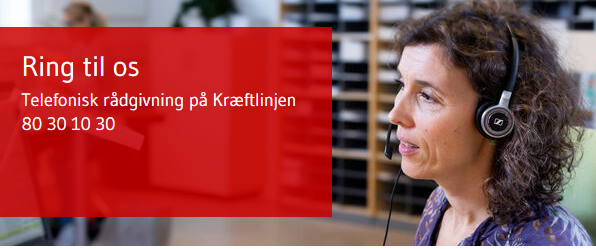 Ring til os
Telefonisk rådgivning på Kræftlinjen
80 30 10 30